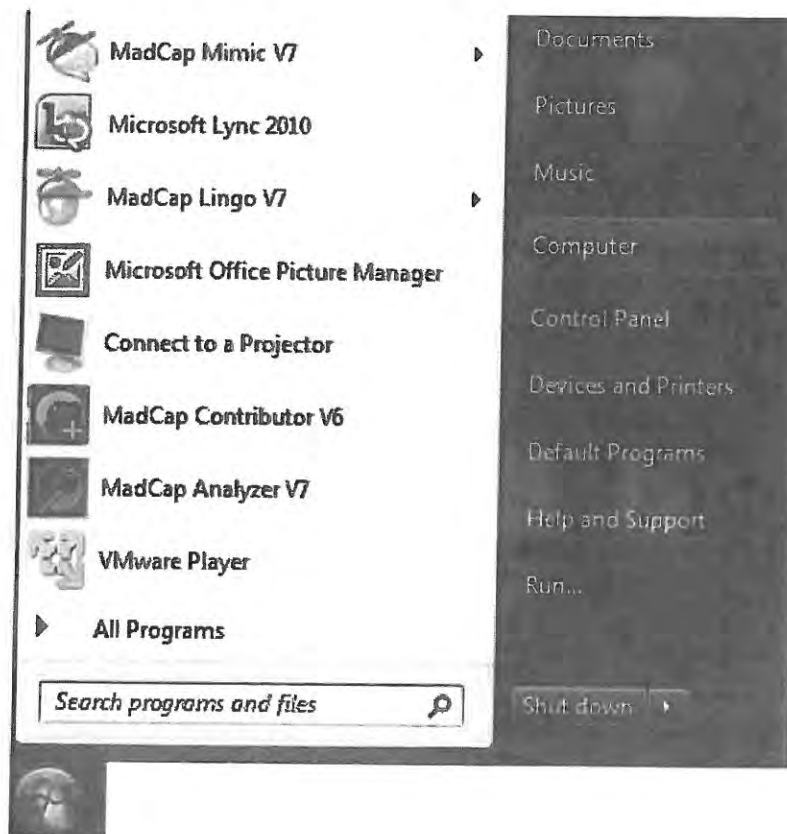 MadCap Mimic V7
Microsoft Lync 2010
MadCap Lingo V7
Microsoft Office Picture Manager
Connect to a Projector
MadCap Contributor V6
MadCap Analyzer V7
VMware Player
All Programs
Search programs and files
Documents
Pictures
Music
Computer
Control Panel
Devices and Printers
Default Programs
Help and Support
Run...
Shut down